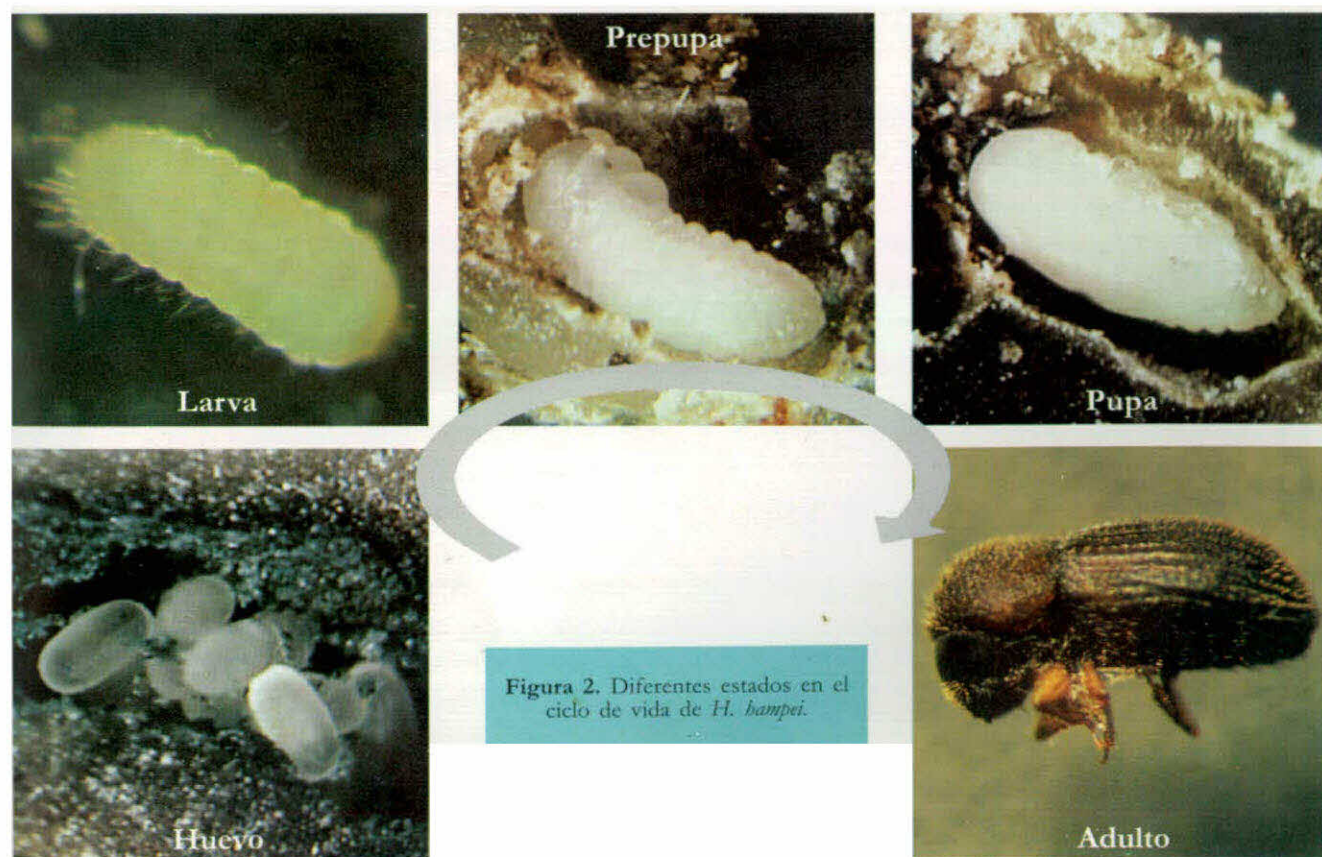 Prepupa
Larva
Pupa
Huevo
Adulto
Figura 2. Diferentes estados en el
ciclo de vida de H. hampei.